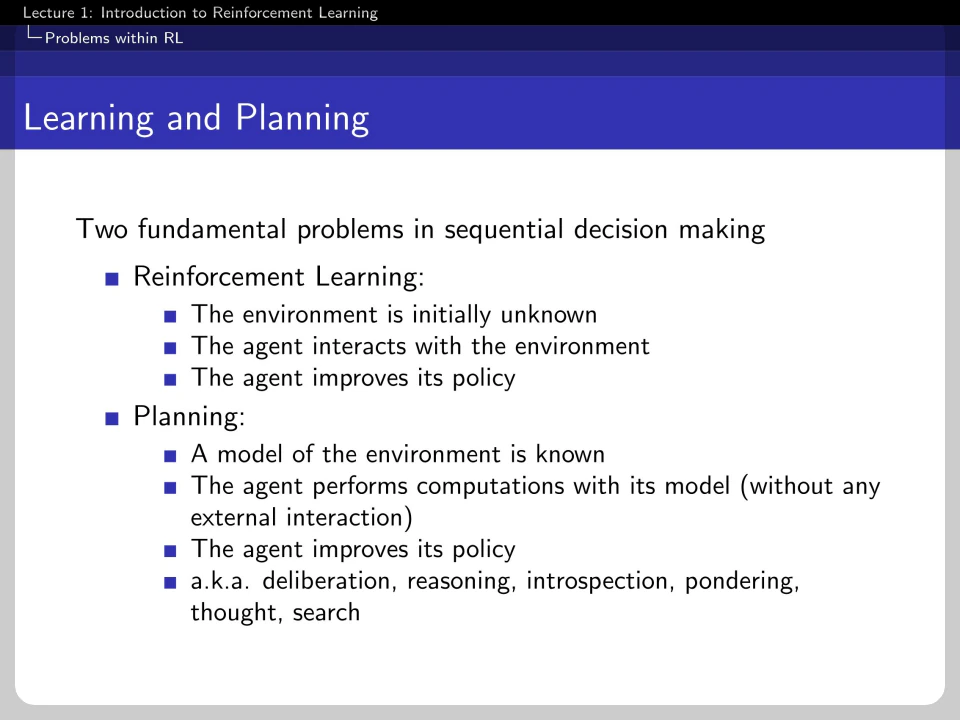 Lecture 1: Introduction to Reinforcement Learning
Problems within RL
Learning and Planning
Two fundamental problems in sequential decision making
Reinforcement Learning:
The environment is initially unknown
The agent interacts with the environment
The agent improves its policy
Planning:
A model of the environment is known
The agent performs computations with its model (without any
external interaction)
The agent improves its policy
a.k.a. deliberation, reasoning, introspection, pondering,
thought, search